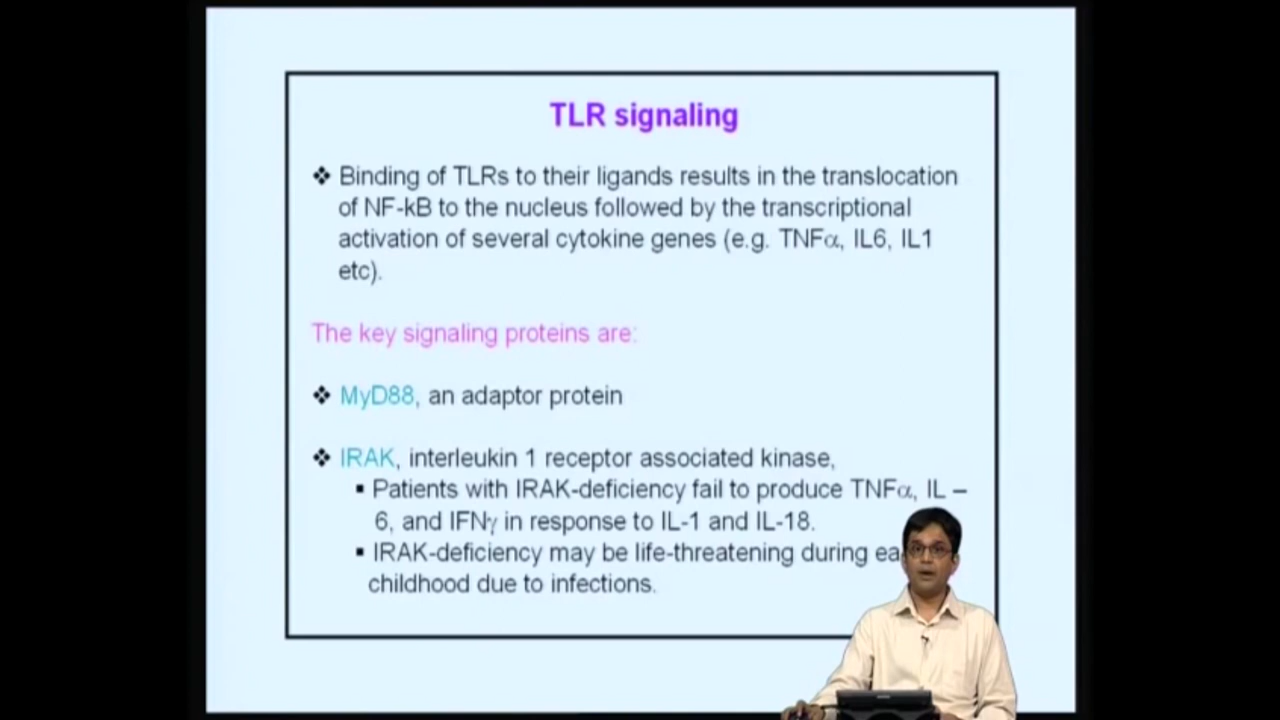 TLR signaling
❖ Binding of TLRs to their ligands results in the translocation
of NF-kB to the nucleus followed by the transcriptional
activation of several cytokine genes (e.g. TNFα, IL6, IL1
etc).
The key signaling proteins are:
❖ MyD88, an adaptor protein
❖ IRAK, interleukin 1 receptor associated kinase,
▪ Patients with IRAK-deficiency fail to produce TNFα, IL –
6, and IFNγ in response to IL-1 and IL-18.
▪ IRAK-deficiency may be life-threatening during
childhood due to infections.